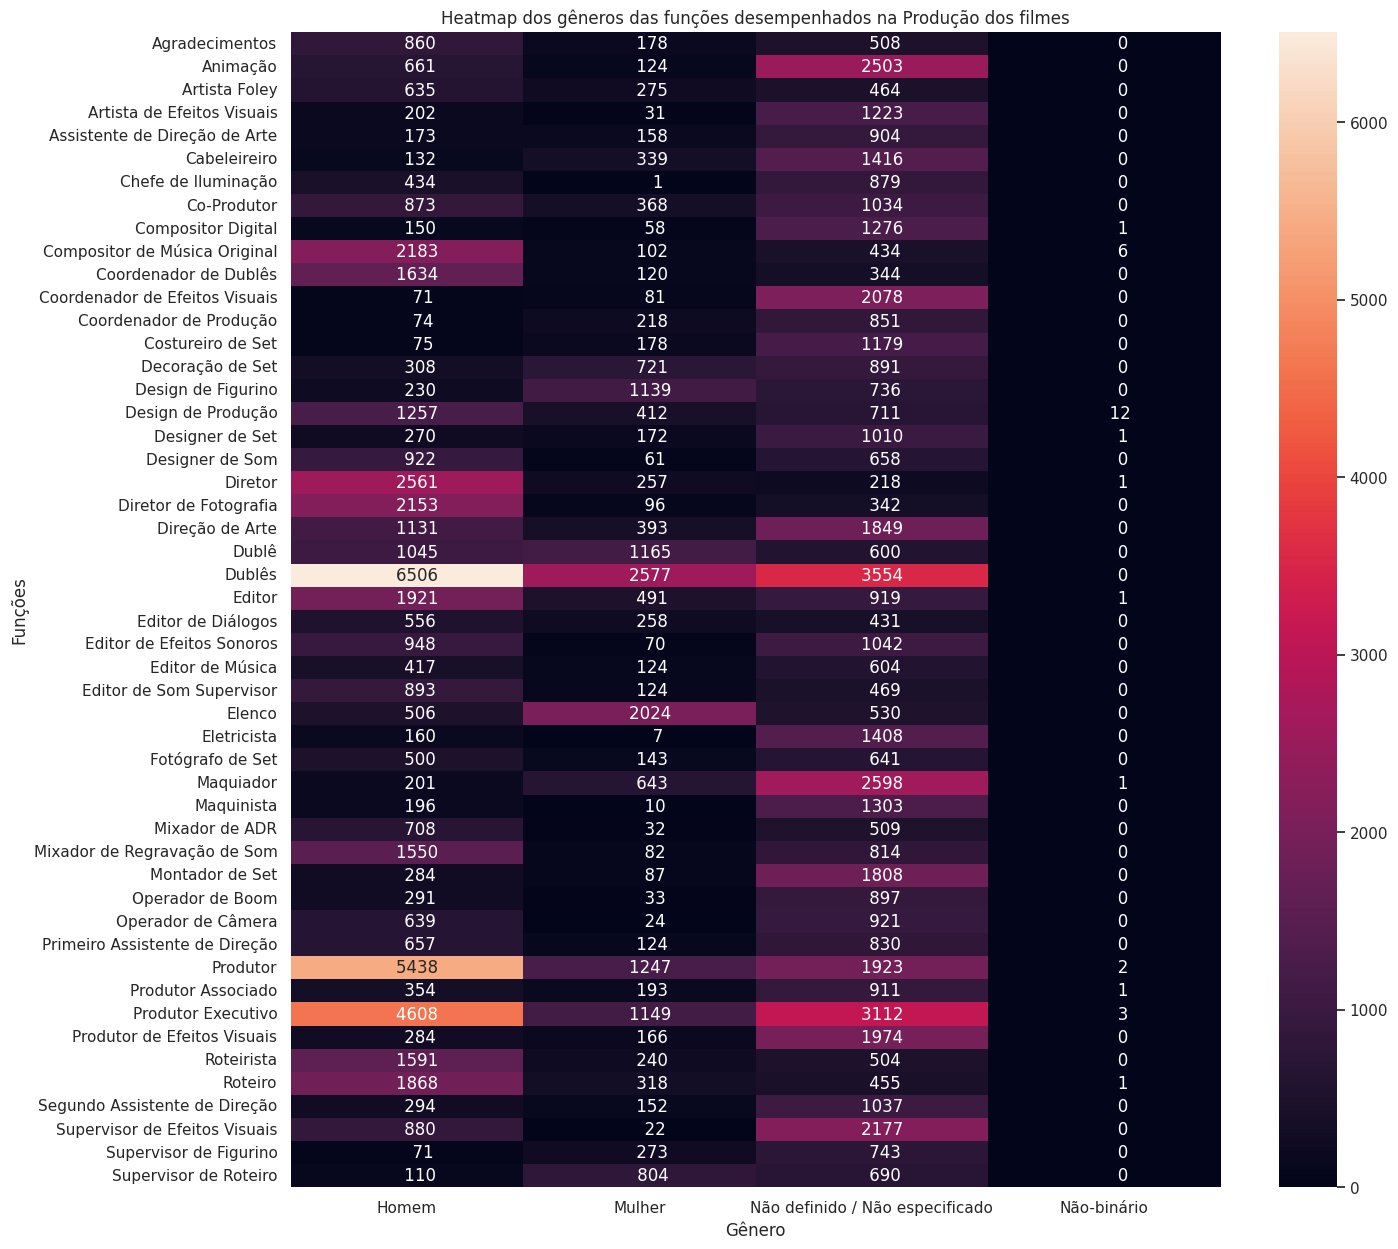 Heatmap dos gêneros das funções desempenhados na Produção dos filmes
Agradecimentos 860 178 508 0
Animação 661 124 2503 0
Artista Foley 635 275 464 0
Artista de Efeitos Visuais 202 31 1223 0
Assistente de Direção de Arte 173 158 904 0
Cabeleireiro 132 339 1416 0
Chefe de Iluminação 434 1 879 0
Co-Produtor 873 368 1034 0
Compositor Digital 150 58 1276 1
Compositor de Música Original 2183 102 434 6
Coordenador de Dublês 1634 120 344 0
Coordenador de Efeitos Visuais 71 81 2078 0
Coordenador de Produção 74 218 851 0
Costureiro de Set 75 178 1179 0
Decoração de Set 308 721 891 0
Design de Figurino 230 1139 736 0
Design de Produção 1257 412 711 12
Designer de Set 270 172 1010 1
Designer de Som 922 61 658 0
Diretor 2561 257 218 1
Diretor de Fotografia 2153 96 342 0
Direção de Arte 1131 393 1849 0
Dublê 1045 1165 600 0
Dublês 6506 2577 3554 0
Editor 1921 491 919 1
Editor de Diálogos 556 258 431 0
Editor de Efeitos Sonoros 948 70 1042 0
Editor de Música 417 124 604 0
Editor de Som Supervisor 893 124 469 0
Elenco 506 2024 530 0
Eletricista 160 7 1408 0
Fotógrafo de Set 500 143 641 0
Maquiador 201 643 2598 1
Maquinista 196 10 1303 0
Mixador de ADR 708 32 509 0
Mixador de Regravação de Som 1550 82 814 0
Montador de Set 284 87 1808 0
Operador de Boom 291 33 897 0
Operador de Câmera 639 24 921 0
Primeiro Assistente de Direção 657 124 830 0
Produtor 5438 1247 1923 2
Produtor Associado 354 193 911 1
Produtor Executivo 4608 1149 3112 3
Produtor de Efeitos Visuais 284 166 1974 0
Roteirista 1591 240 504 0
Roteiro 1868 318 455 1
Segundo Assistente de Direção 294 152 1037 0
Supervisor de Efeitos Visuais 880 22 2177 0
Supervisor de Figurino 71 273 743 0
Supervisor de Roteiro 110 804 690 0
Funções
Homem Mulher Não definido / Não especificado Não-binário
Gênero
6000
5000
4000
3000
2000
1000
0